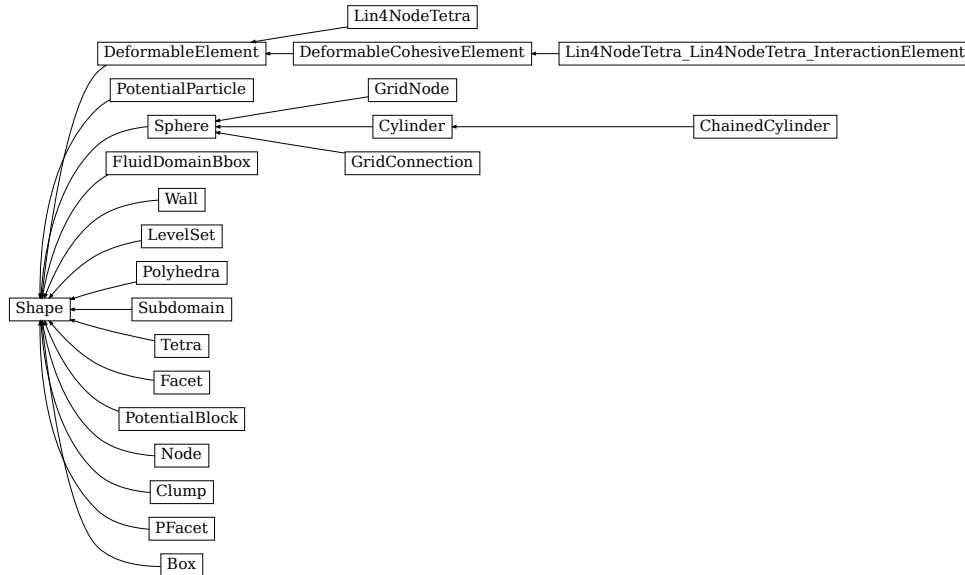 Lin4NodeTetra
DeformableElement DeformableCohesiveElement Lin4NodeTetra_Lin4NodeTetra_InteractionElement
PotentialParticle GridNode
Sphere Cylinder ChainedCylinder
FluidDomainBbox GridConnection
Wall
LevelSet
Polyhedra
Shape Subdomain
Tetra
Facet
PotentialBlock
Node
Clump
PFacet
Box